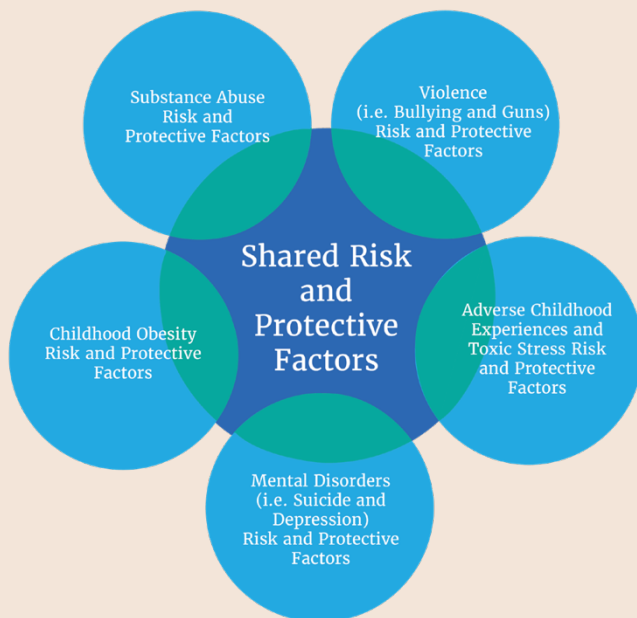 Substance Abuse
Risk and
Protective Factors
Violence
(i.e. Bullying and Guns)
Risk and Protective
Factors
Shared Risk
and
Protective
Factors
Childhood Obesity
Risk and Protective
Factors
Adverse Childhood
Experiences and
Toxic Stress Risk
and Protective
Factors
Mental Disorders
(i.e. Suicide and
Depression)
Risk and Protective
Factors